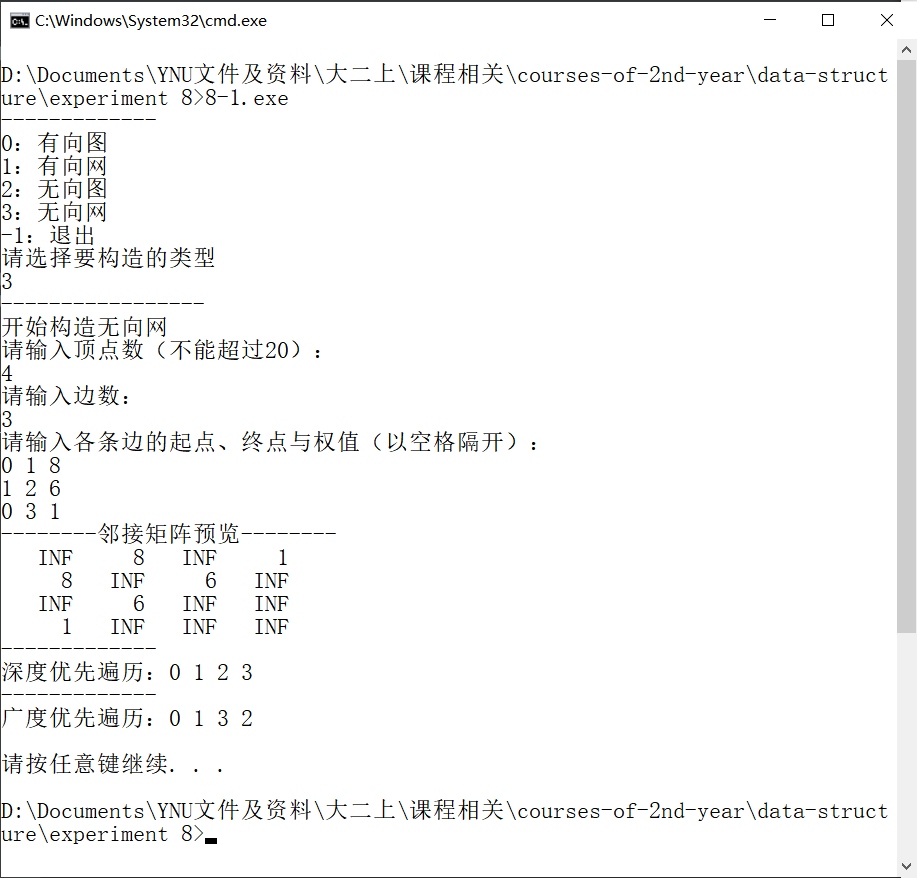 C:\Windows\System32\cmd.exe
D:\Documents\YNU文件及资料\大二上\课程相关\courses-of-2nd-year\data-struct
ure\experiment 8>8-1.exe
-------------
0: 有向图
1: 有向网
2: 无向图
3: 无向网
-1: 退出
请选择要构造的类型
3
-----------------
开始构造无向网
请输入顶点数（不能超过20）:
4
请输入边数:
3
请输入各条边的起点、终点与权值（以空格隔开）:
0 1 8
1 2 6
0 3 1
--------邻接矩阵预览--------
   INF     8   INF     1
     8   INF     6   INF
   INF     6   INF   INF
     1   INF   INF   INF
-------------
深度优先遍历: 0 1 2 3
-------------
广度优先遍历: 0 1 3 2
请按任意键继续. . .
D:\Documents\YNU文件及资料\大二上\课程相关\courses-of-2nd-year\data-struct
ure\experiment 8>